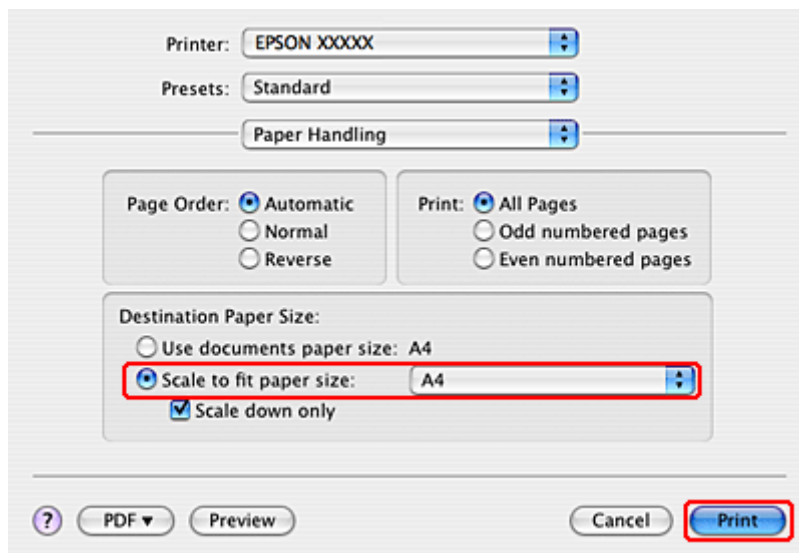 Printer: EPSON XXXXX
Presets: Standard
Paper Handling
Page Order: Automatic Print: All Pages
Normal Odd numbered pages
Reverse Even numbered pages
Destination Paper Size:
Use documents paper size: A4
Scale to fit paper size: A4
Scale down only
? PDF ▼ Preview Cancel Print